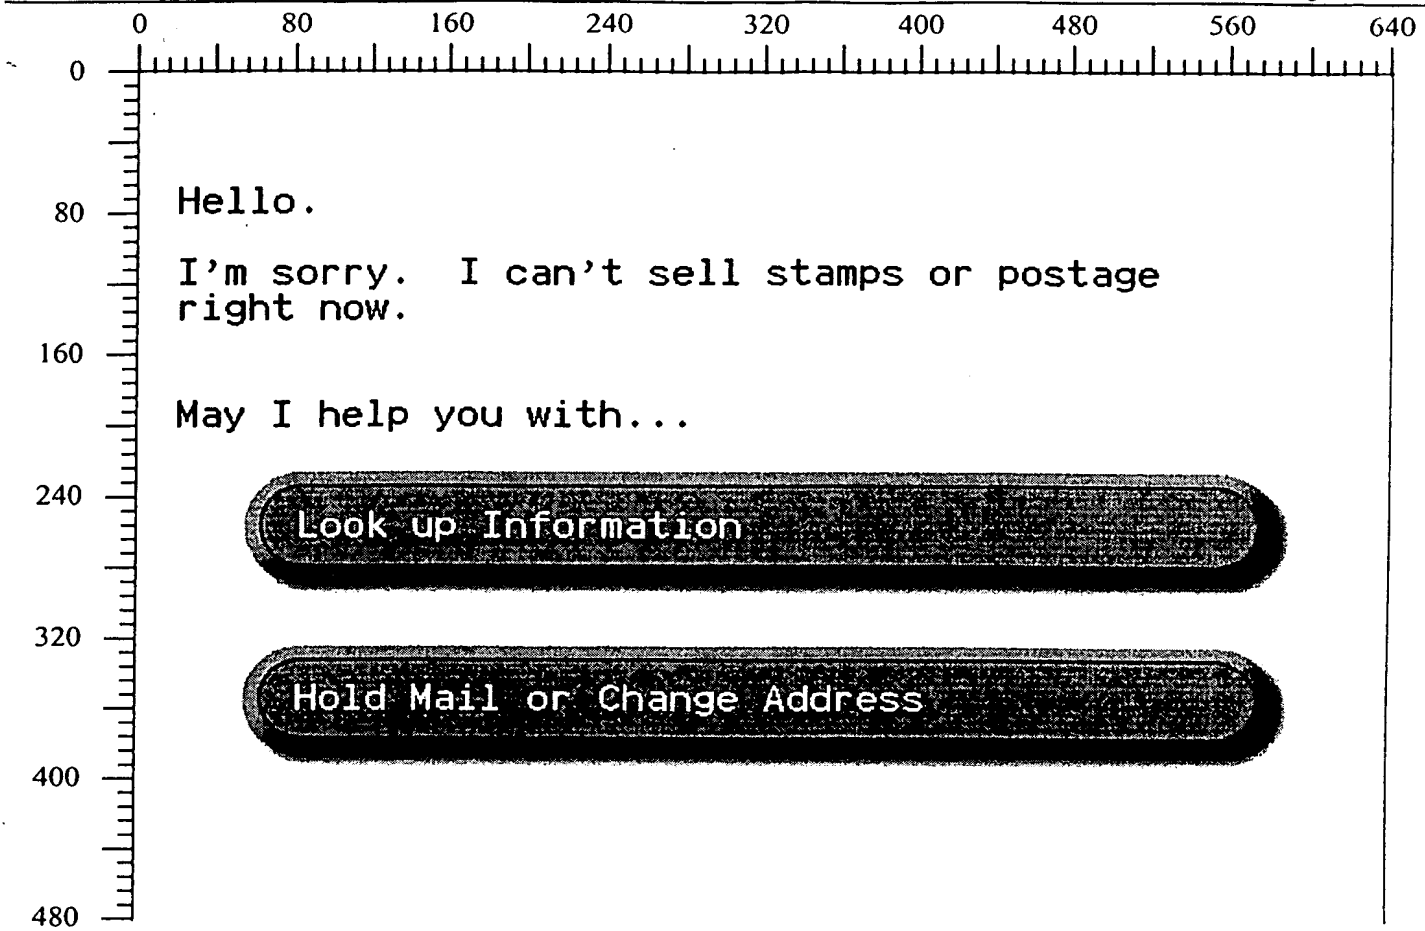 0 80 160 240 320 400 480 560 640
0
80
Hello.
I'm sorry.  I can't sell stamps or postage
right now.
160
May I help you with...
240
Look up Information
320
Hold Mail or Change Address
400
480